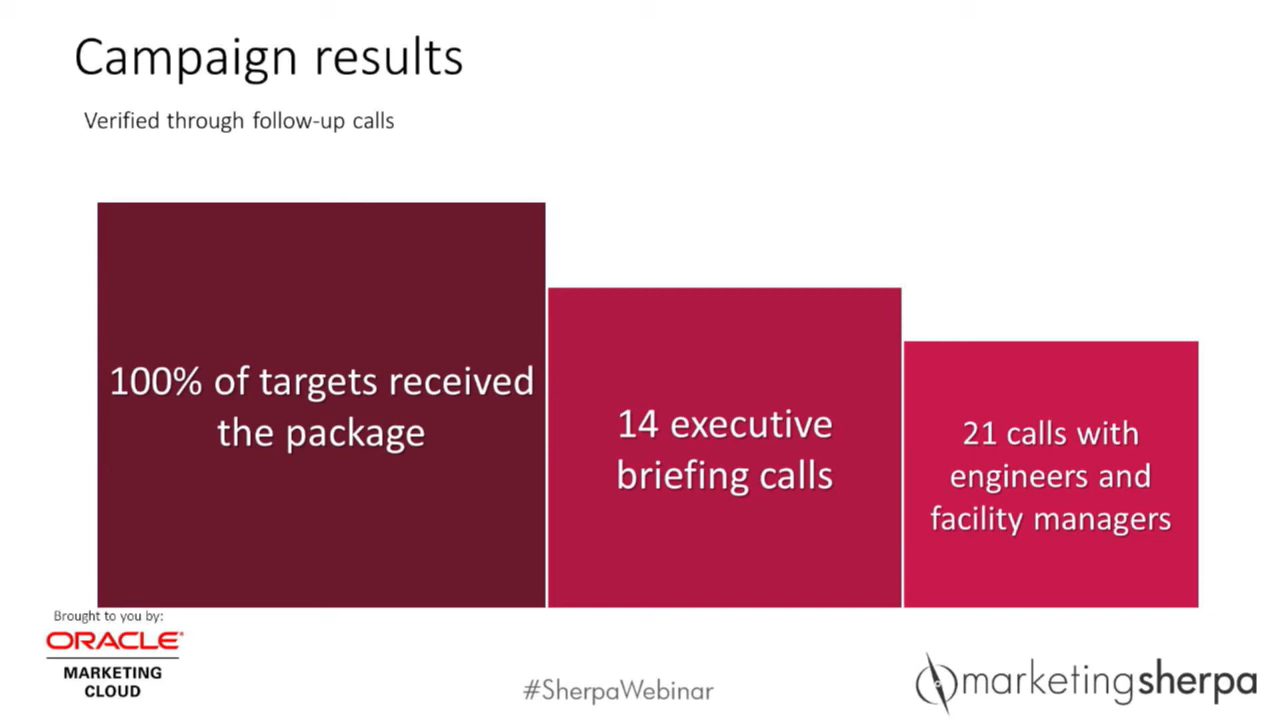 Campaign results
Verified through follow-up calls
100% of targets received
the package
14 executive
briefing calls
21 calls with
engineers and
facility managers
Brought to you by:
ORACLE®
MARKETING
CLOUD
#SherpaWebinar
marketingsherpa